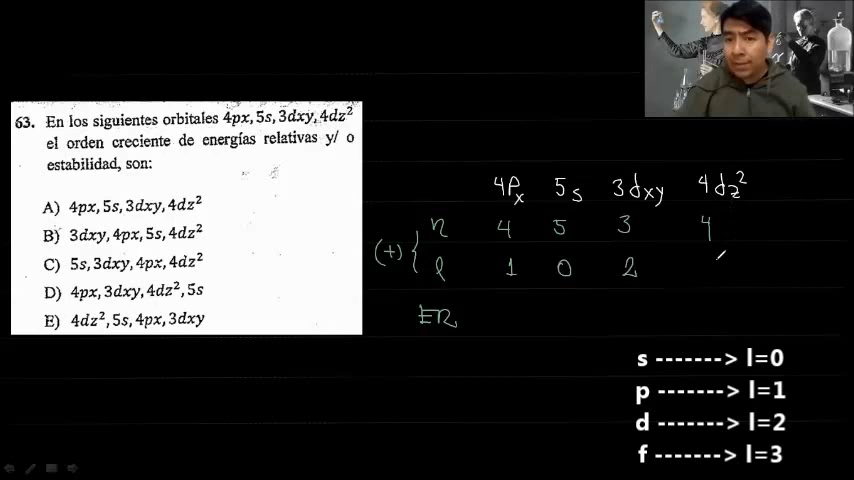 63. En los siguientes orbitales 4px, 5s, 3dxy, 4dz²
el orden creciente de energías relativas y/ o
estabilidad, son:
A) 4px, 5s, 3dxy, 4dz²
B) 3dxy, 4px, 5s, 4dz²
C) 5s, 3dxy, 4px, 4dz²
D) 4px, 3dxy, 4dz², 5s
E) 4dz², 5s, 4px, 3dxy
4Px 5s 3dxy 4dz²
(+) { n 4 5 3 4
l 1 0 2
ER
s -------> l=0
p -------> l=1
d -------> l=2
f -------> l=3